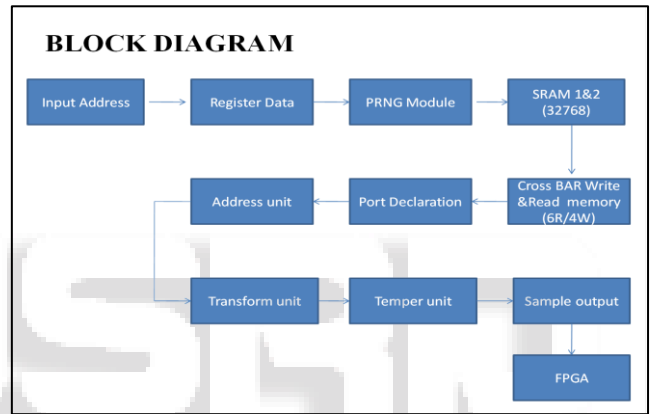 BLOCK DIAGRAM
Input Address
Register Data
PRNG Module
SRAM 1&2
(32768)
Address unit
Port Declaration
Cross BAR Write
&Read memory
(6R/4W)
Transform unit
Temper unit
Sample output
FPGA